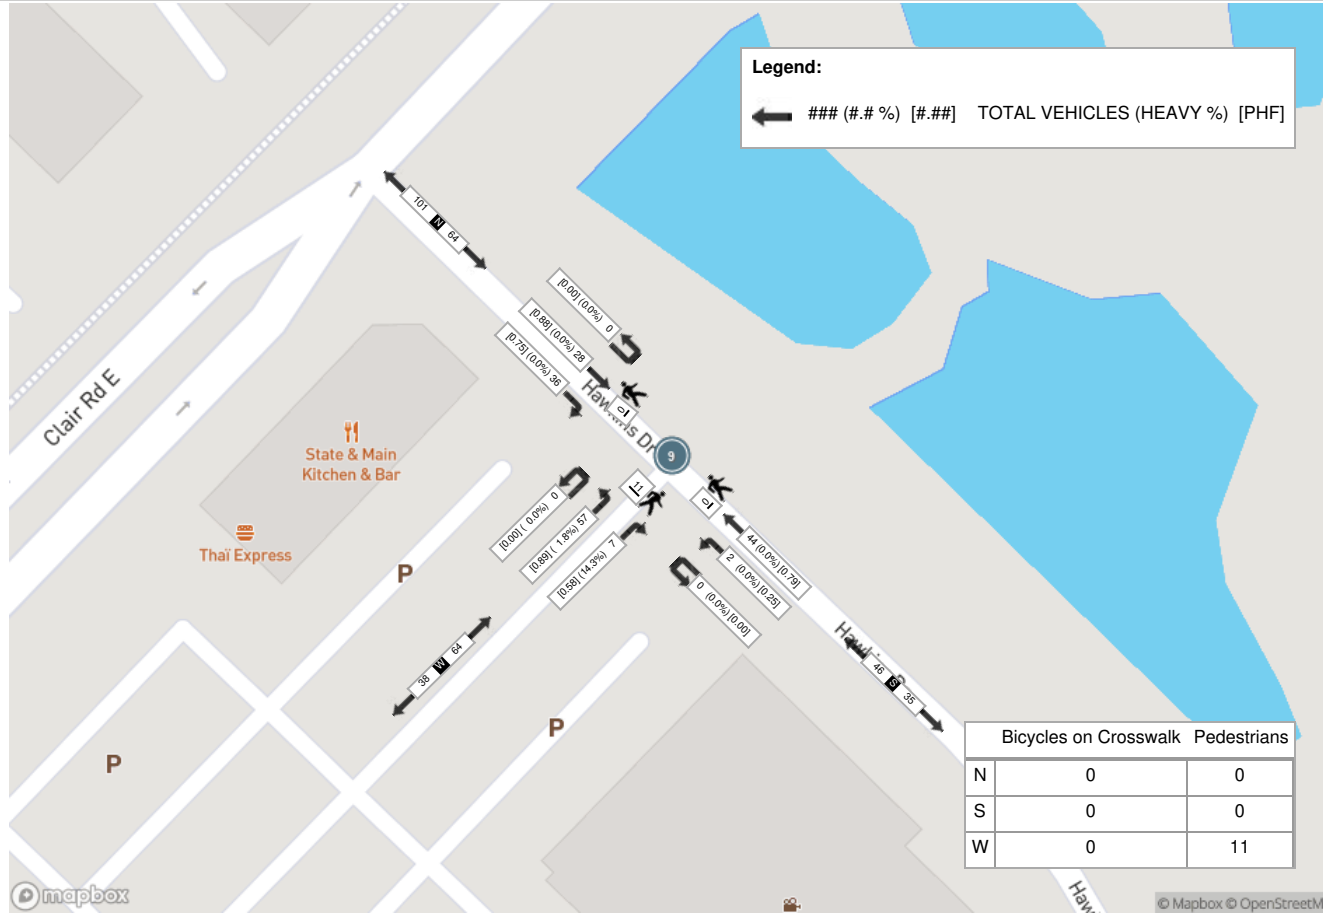 Legend:
### (#.# %) [#.##] TOTAL VEHICLES (HEAVY %) [PHF]
101 N 64
[0.00] (0.0%) 0
[0.88] (0.0%) 28
[0.75] (0.0%) 36
0
9
Clair Rd E
State & Main
Kitchen & Bar
Thaï Express
P
[0.00] ( 0.0%) 0
[0.89] ( 1.8%) 57
[0.58] (14.3%) 7
11
0
44 (0.0%) [0.79]
2 (0.0%) [0.25]
0 (0.0%) [0.00]
38 W 64
46 S 35
P
P
Bicycles on Crosswalk Pedestrians
N 0 0
S 0 0
W 0 11
mapbox
© Mapbox © OpenStreetM